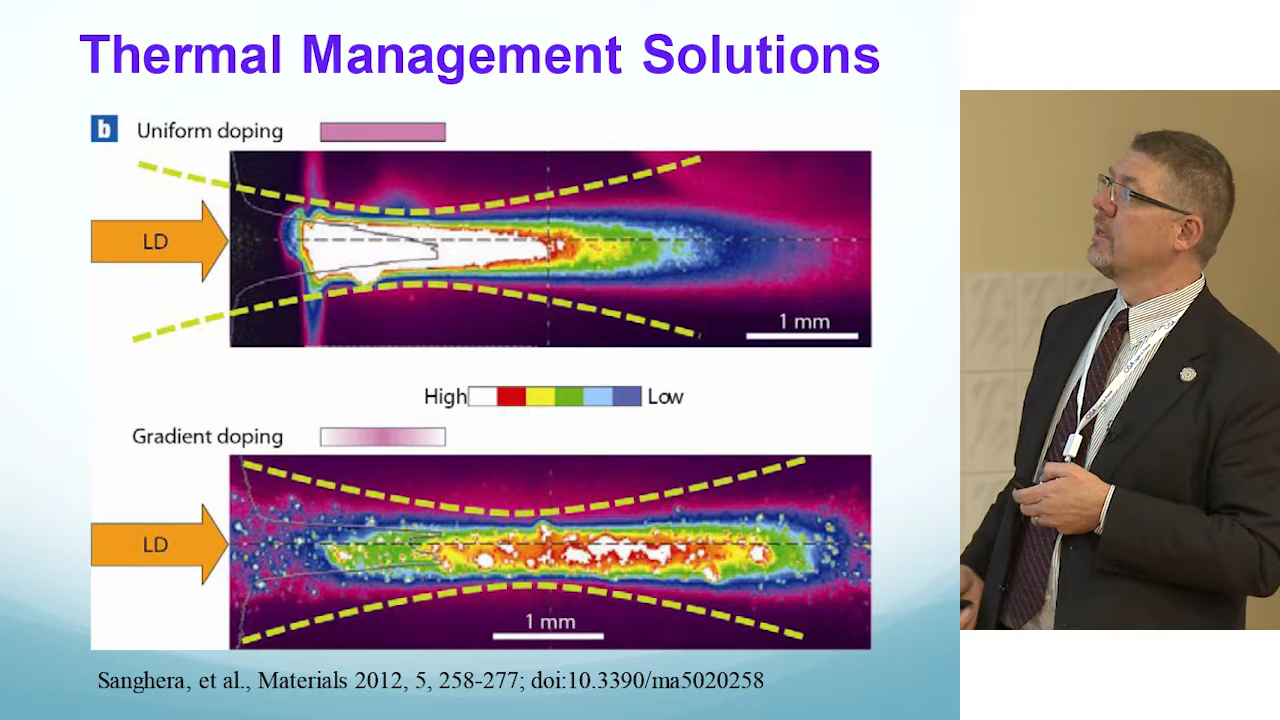 Thermal Management Solutions
b Uniform doping
LD
1 mm
High Low
Gradient doping
LD
1 mm
Sanghera, et al., Materials 2012, 5, 258-277; doi:10.3390/ma5020258